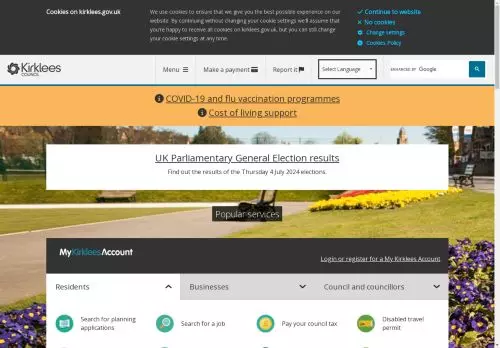 Cookies on kirklees.gov.uk
We use cookies to ensure that we give you the best possible experience on our
website. By continuing without changing your cookie settings we'll assume that
you're happy to receive all cookies on kirklees.gov.uk, but you can still change
your cookie settings at any time.
Continue to website
No cookies
Change settings
Cookies Policy
Kirklees
COUNCIL
Menu
Make a payment
Report it
Select Language
ENHANCED BY Google
COVID-19 and flu vaccination programmes
Cost of living support
UK Parliamentary General Election results
Find out the results of the Thursday 4 July 2024 elections.
Popular services
MyKirkleesAccount
Login or register for a My Kirklees Account
Residents
Businesses
Council and councillors
Search for planning
applications
Search for a job
Pay your council tax
Disabled travel
permit